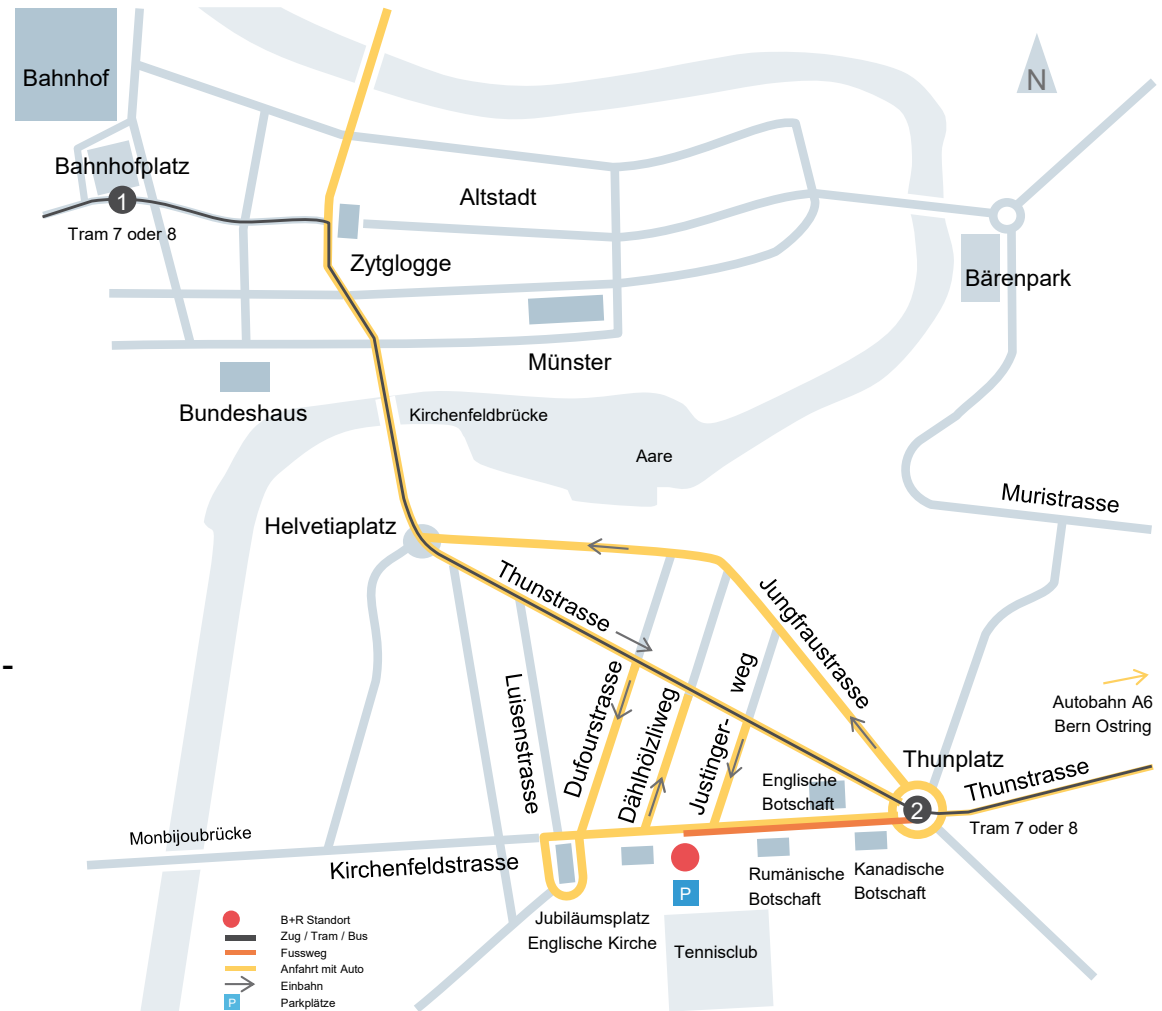 Bahnhof
N
Bahnhofplatz
1
Tram 7 oder 8
Altstadt
Zytglogge
Bärenpark
Münster
Bundeshaus
Kirchenfeldbrücke
Aare
Muristrasse
Helvetiaplatz
Thunstrasse
Jungfraustrasse
-
Luisenstrasse
Dufourstrasse
Dählhölzliweg
Justinger-
weg
Autobahn A6
Bern Ostring
Thunplatz
Thunstrasse
Englische
Botschaft
2
Tram 7 oder 8
Monbijoubrücke
Kirchenfeldstrasse
P
Rumänische
Botschaft
Kanadische
Botschaft
Jubiläumsplatz
Englische Kirche
Tennisclub
B+R Standort
Zug / Tram / Bus
Fussweg
Anfahrt mit Auto
Einbahn
P
Parkplätze